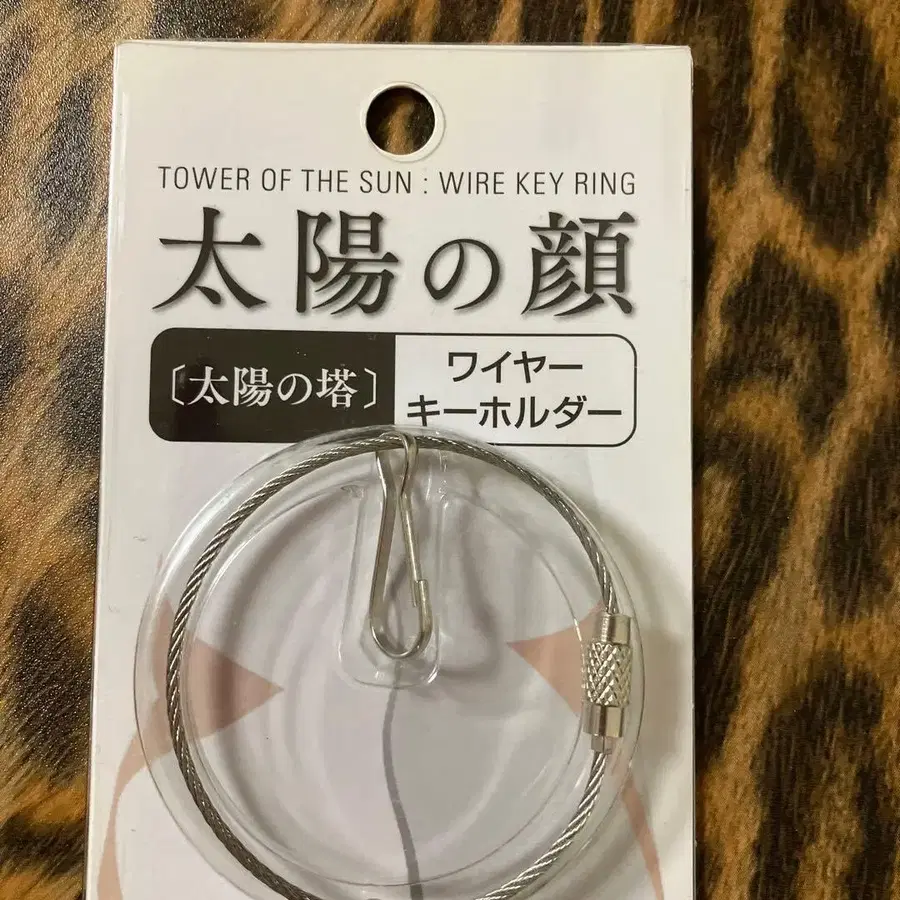 TOWER OF THE SUN : WIRE KEY RING
太陽の顔
〔太陽の塔〕
ワイヤー
キーホルダー